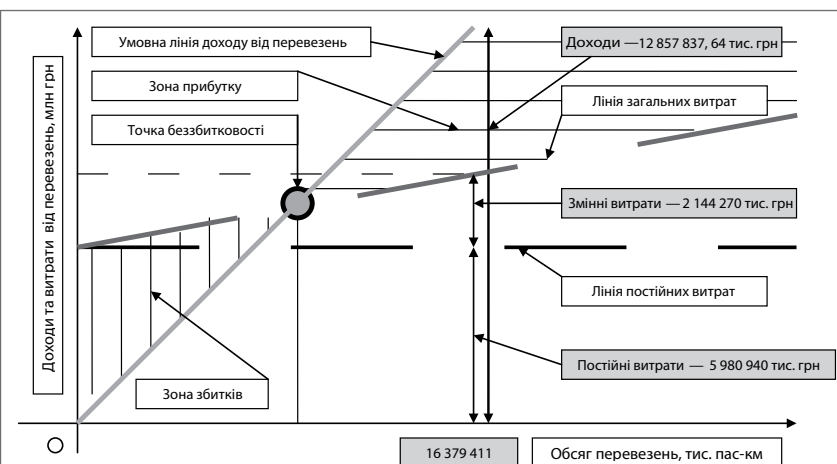 Умовна лінія доходу від перевезень
Доходи —12 857 837, 64 тис. грн
Зона прибутку
Лінія загальних витрат
Точка беззбитковості
Доходи та витрати від перевезень, млн грн
Змінні витрати — 2 144 270 тис. грн
Лінія постійних витрат
Постійні витрати — 5 980 940 тис. грн
Зона збитків
O
16 379 411
Обсяг перевезень, тис. пас-км